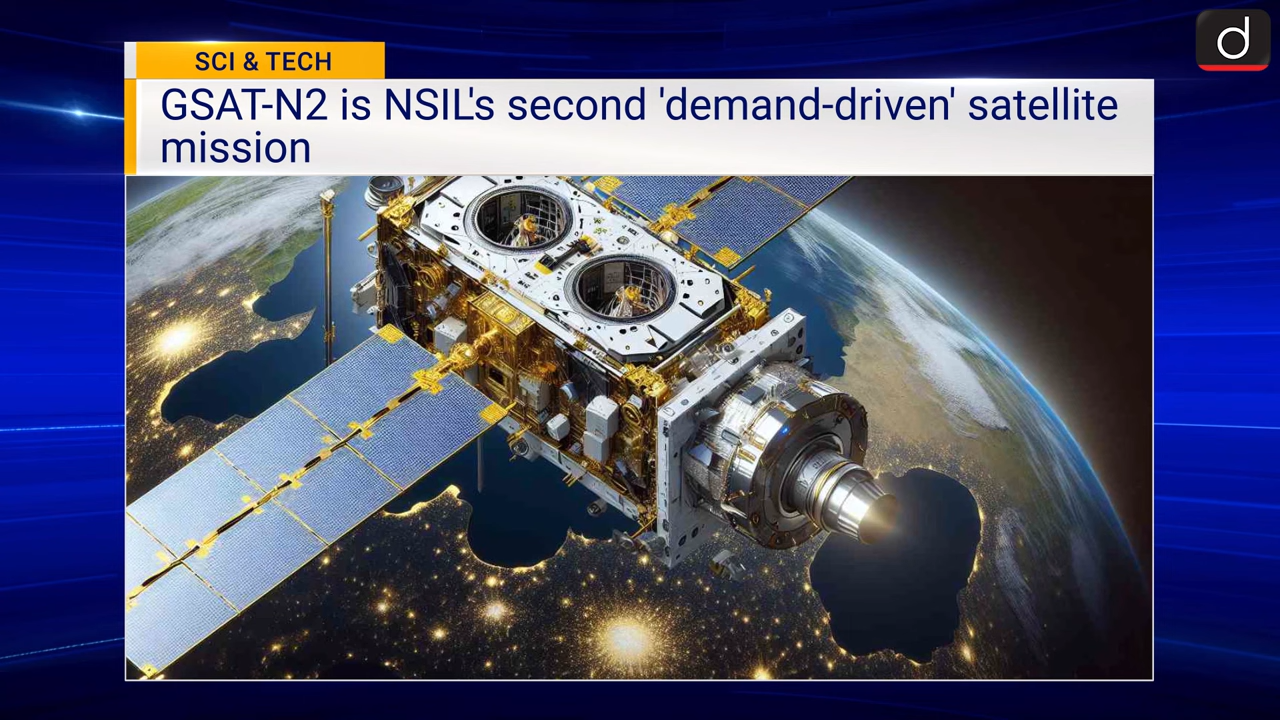 d
SCI & TECH
GSAT-N2 is NSIL's second 'demand-driven' satellite
mission